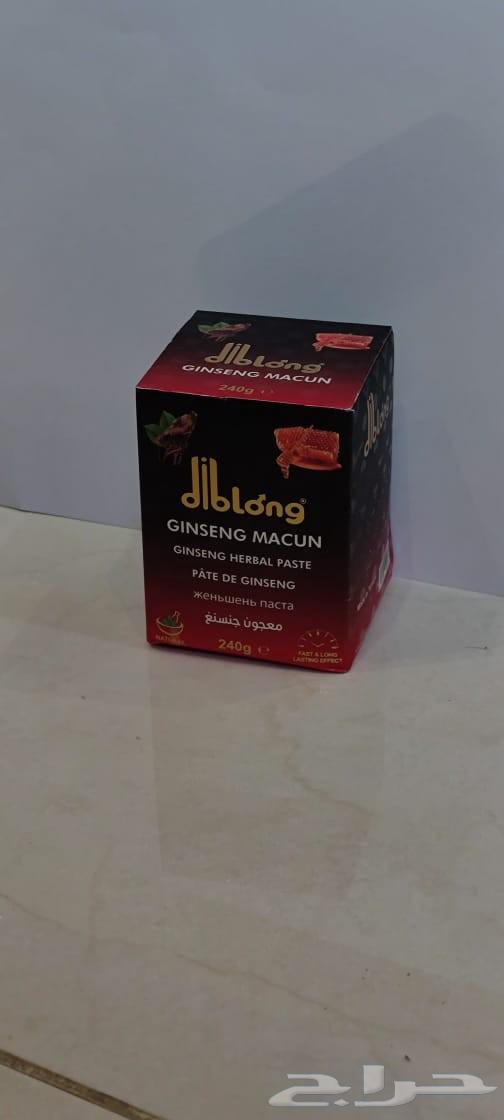 diblong
GINSENG MACUN
240g e
diblong
diblong®
GINSENG MACUN
GINSENG HERBAL PASTE
PÂTE DE GINSENG
женьшень паста
معجون جنسنغ
NATURAL
240g e
FAST & LONG
LASTING EFFECT
حراج